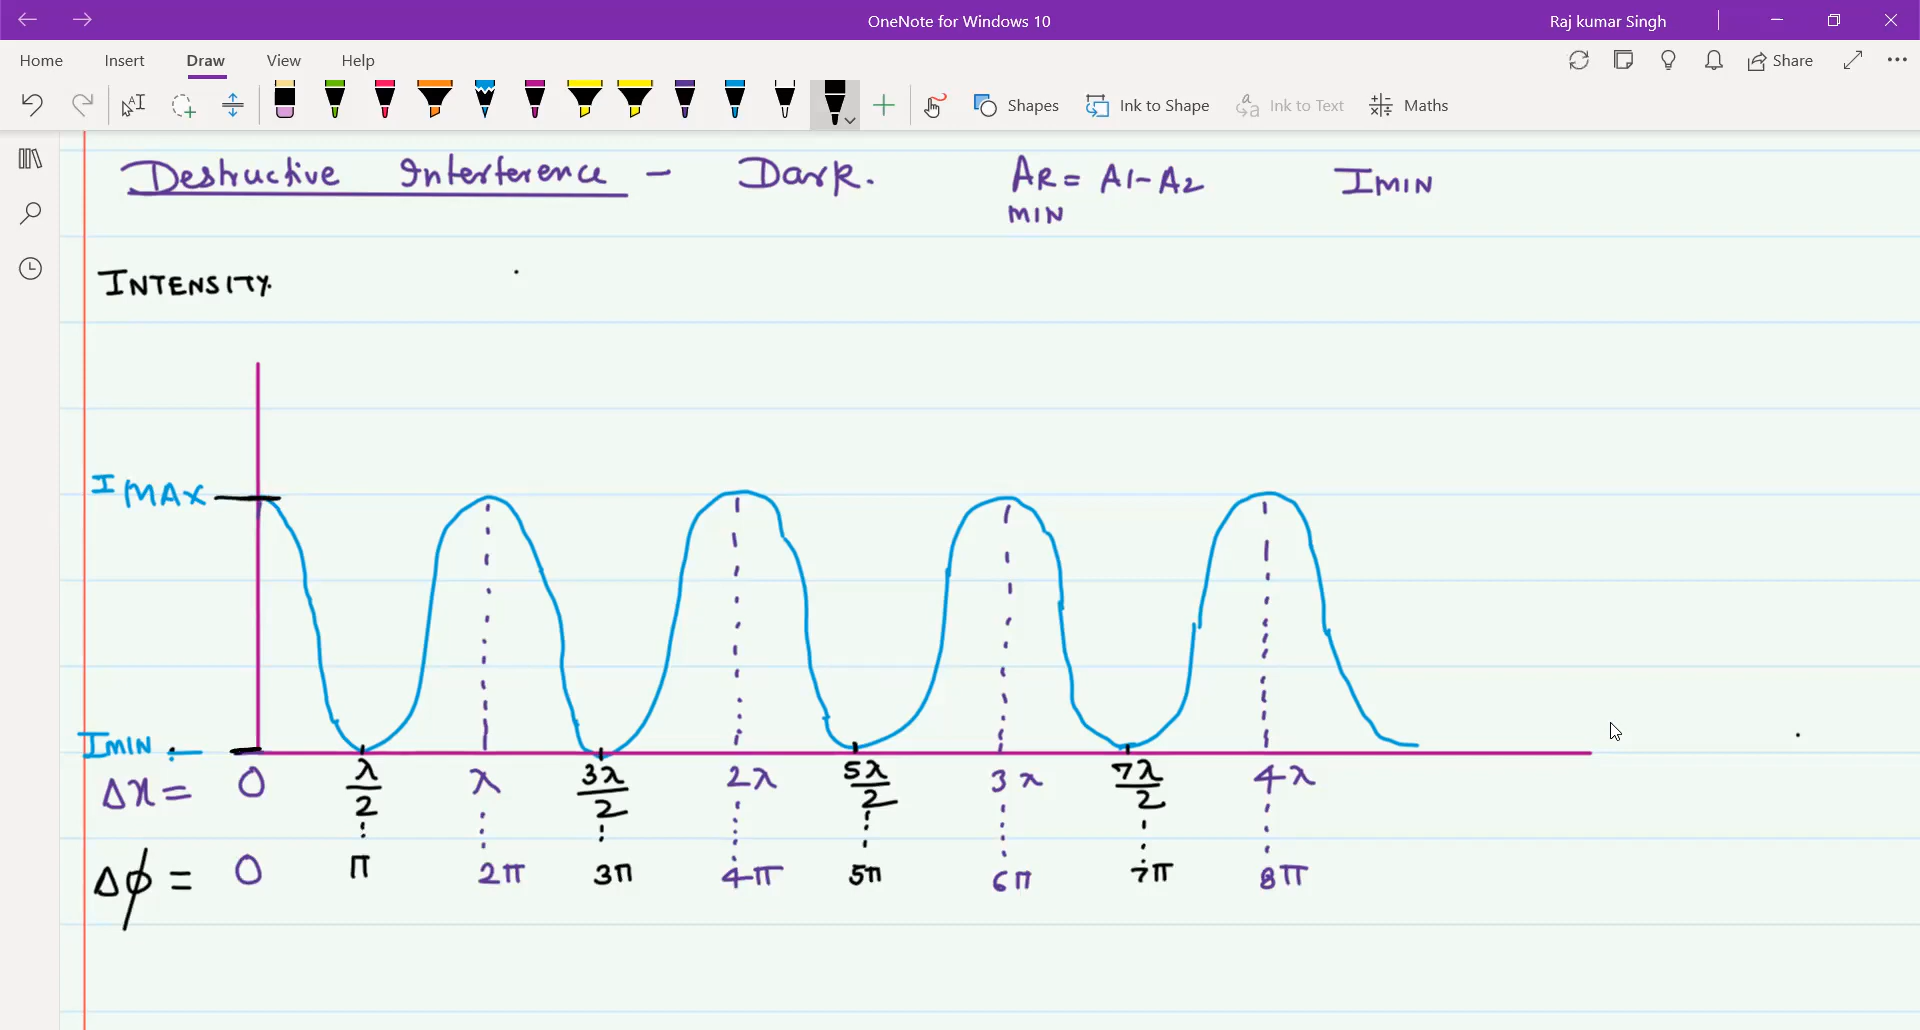 OneNote for Windows 10
Raj kumar Singh
Home Insert Draw View Help
Share
Shapes Ink to Shape Ink to Text Maths
Destructive Interference - Dark. AR = A1-A2 IMIN
MIN
INTENSITY.
I MAX
IMIN
Δx = 0 λ/2 λ 3λ/2 2λ 5λ/2 3λ 7λ/2 4λ
Δϕ = 0 π 2π 3π 4π 5π 6π 7π 8π